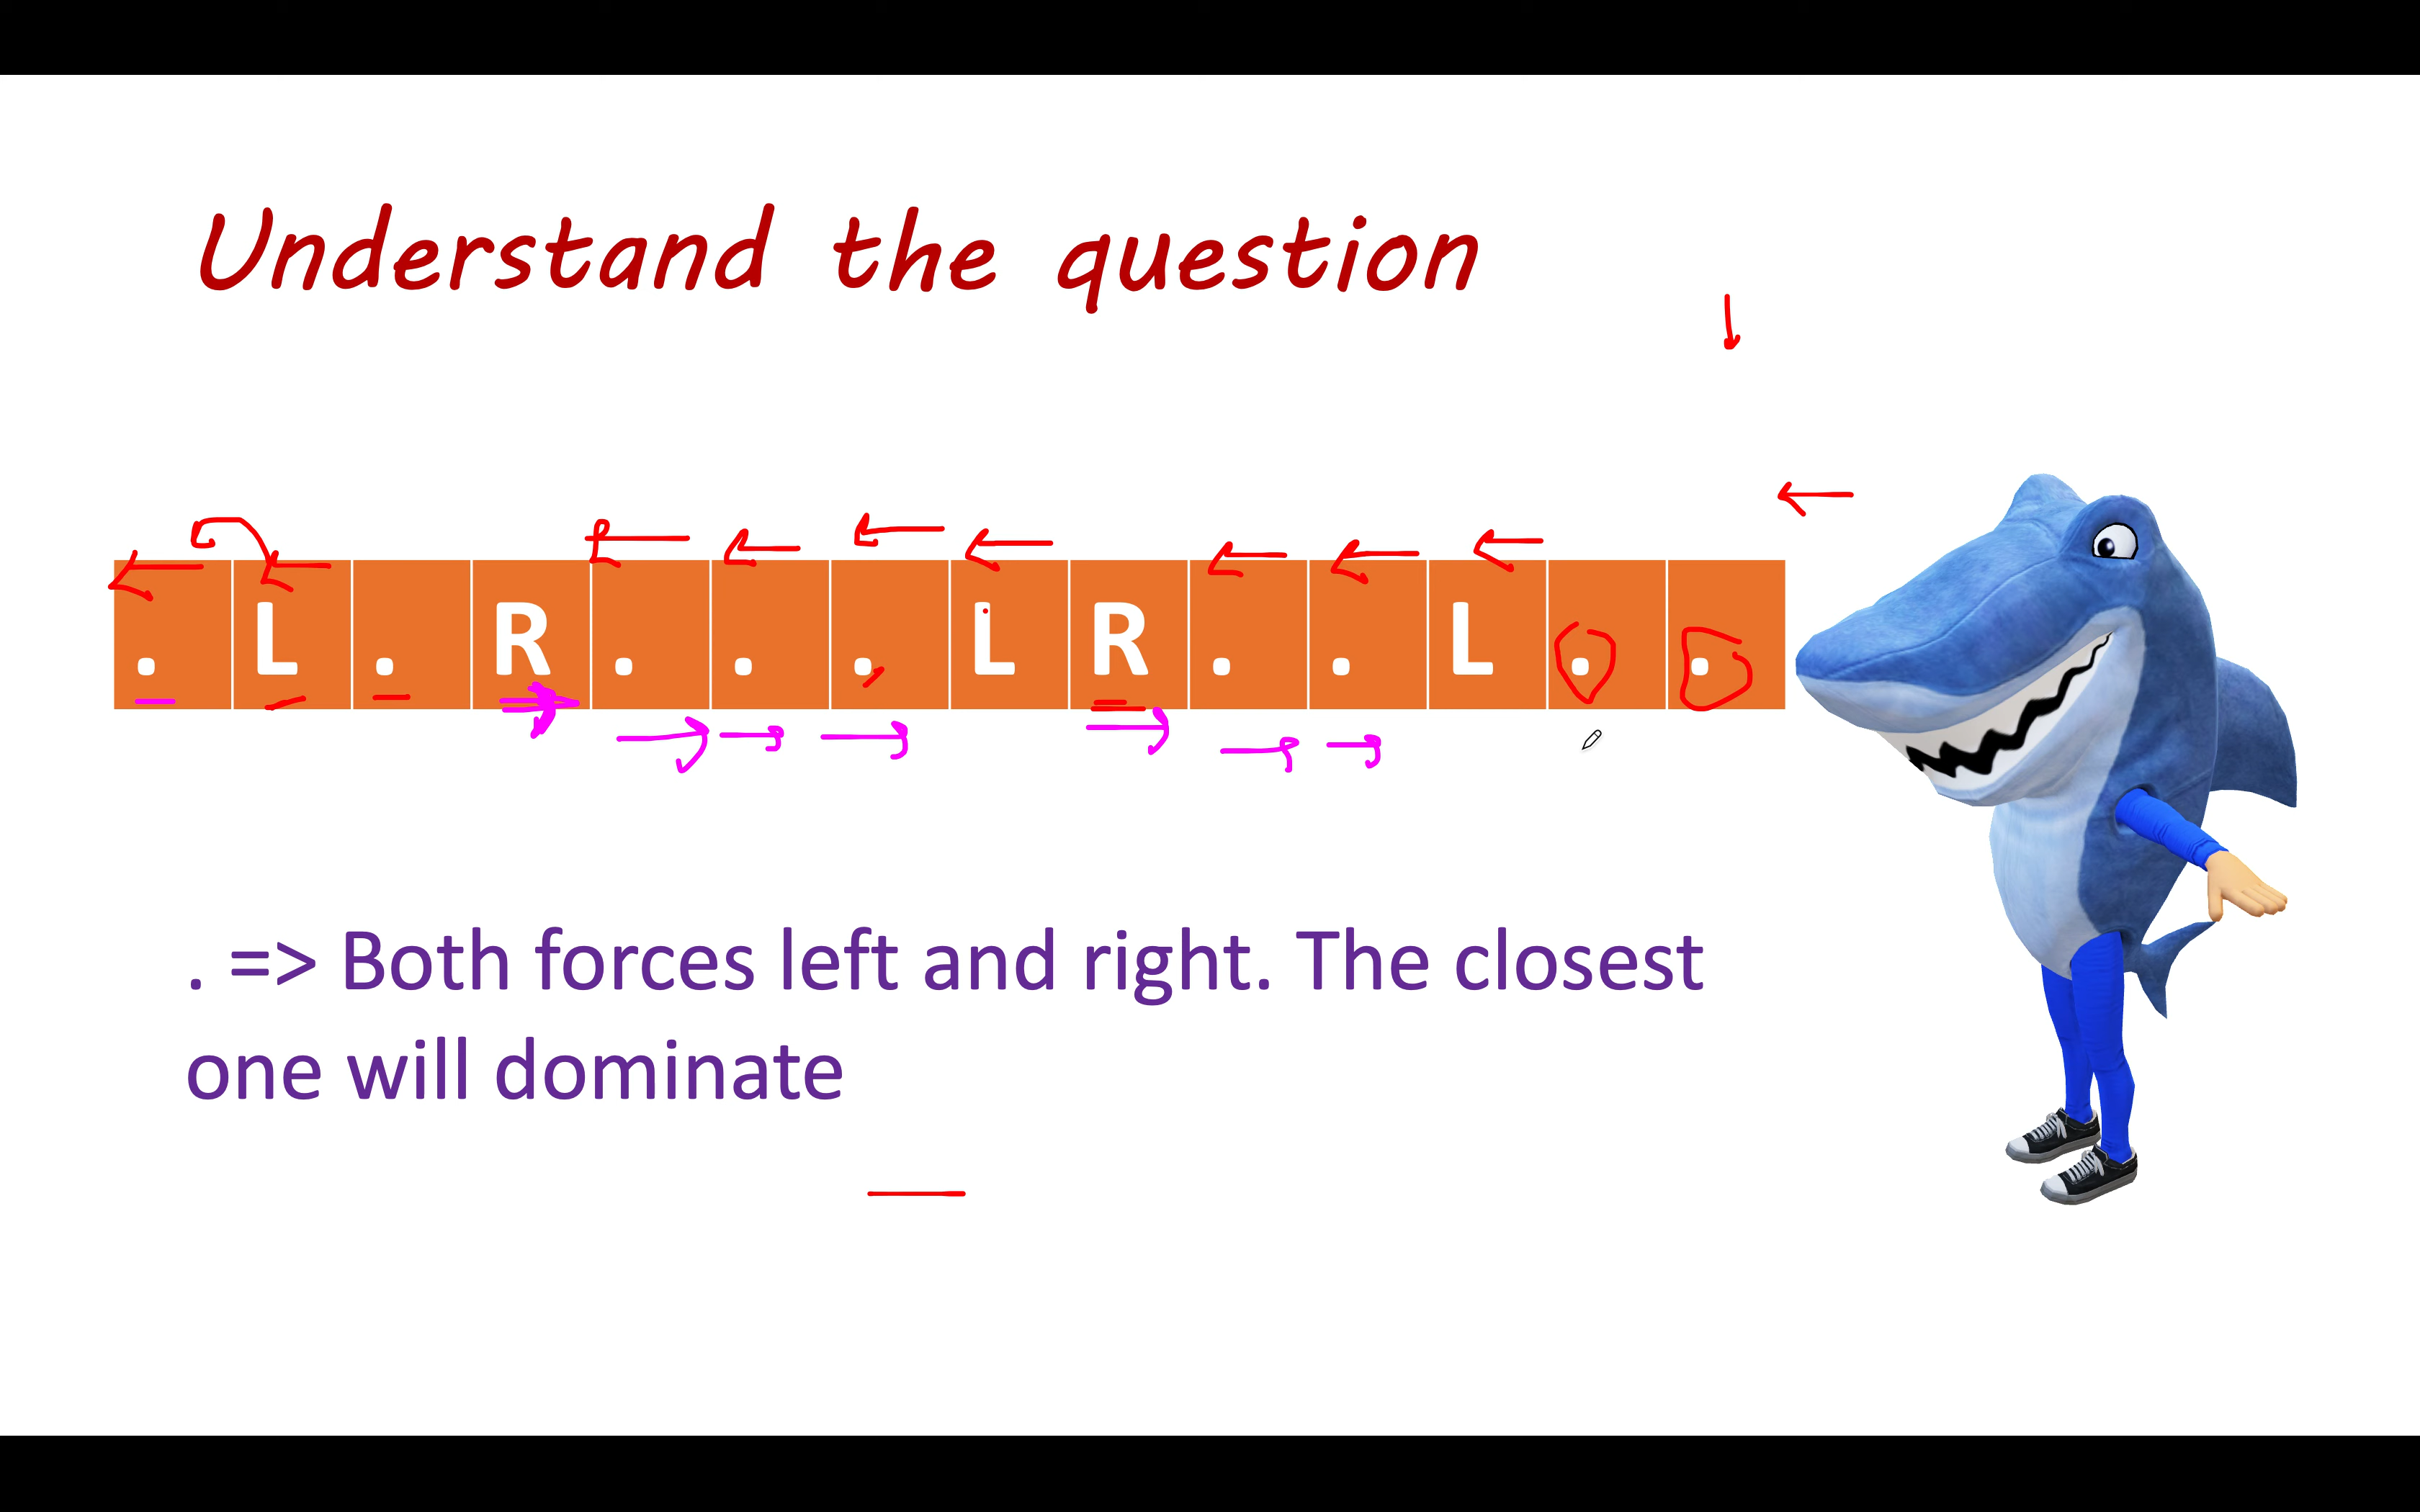 Understand the question
. L . R . . . L R . . L . .
. => Both forces left and right. The closest
one will dominate